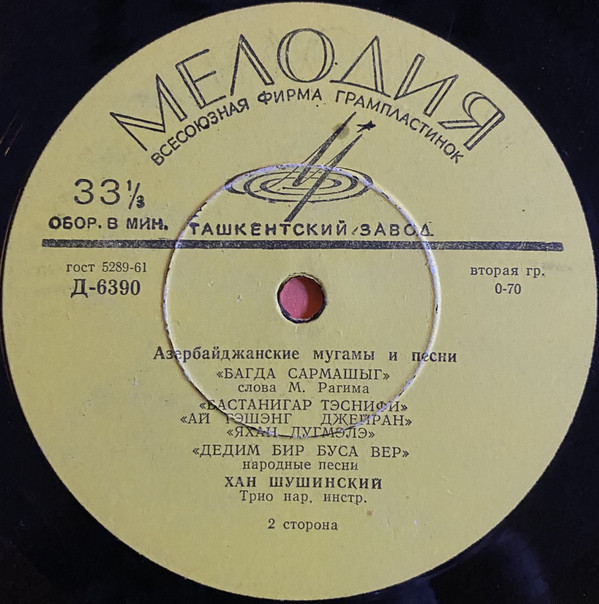 МЕЛОДИЯ
ВСЕСОЮЗНАЯ ФИРМА ГРАМПЛАСТИНОК
33⅓
ОБОР. В МИН.
ТАШКЕНТСКИЙ ЗАВОД
гост 5289-61
Д-6390
вторая гр.
0-70
Азербайджанские мугамы и песни
«БАГДА САРМАШЫГ»
слова М. Рагима
«БАСТАНИГАР ТЭСНИФИ»
«АЙ ГЭШЭНГ ДЖЕЙРАН»
«ЯХАН ДУГМЭЛЭ»
«ДЕДИМ БИР БУСА ВЕР»
народные песни
ХАН ШУШИНСКИЙ
Трио нар. инстр.
2 сторона